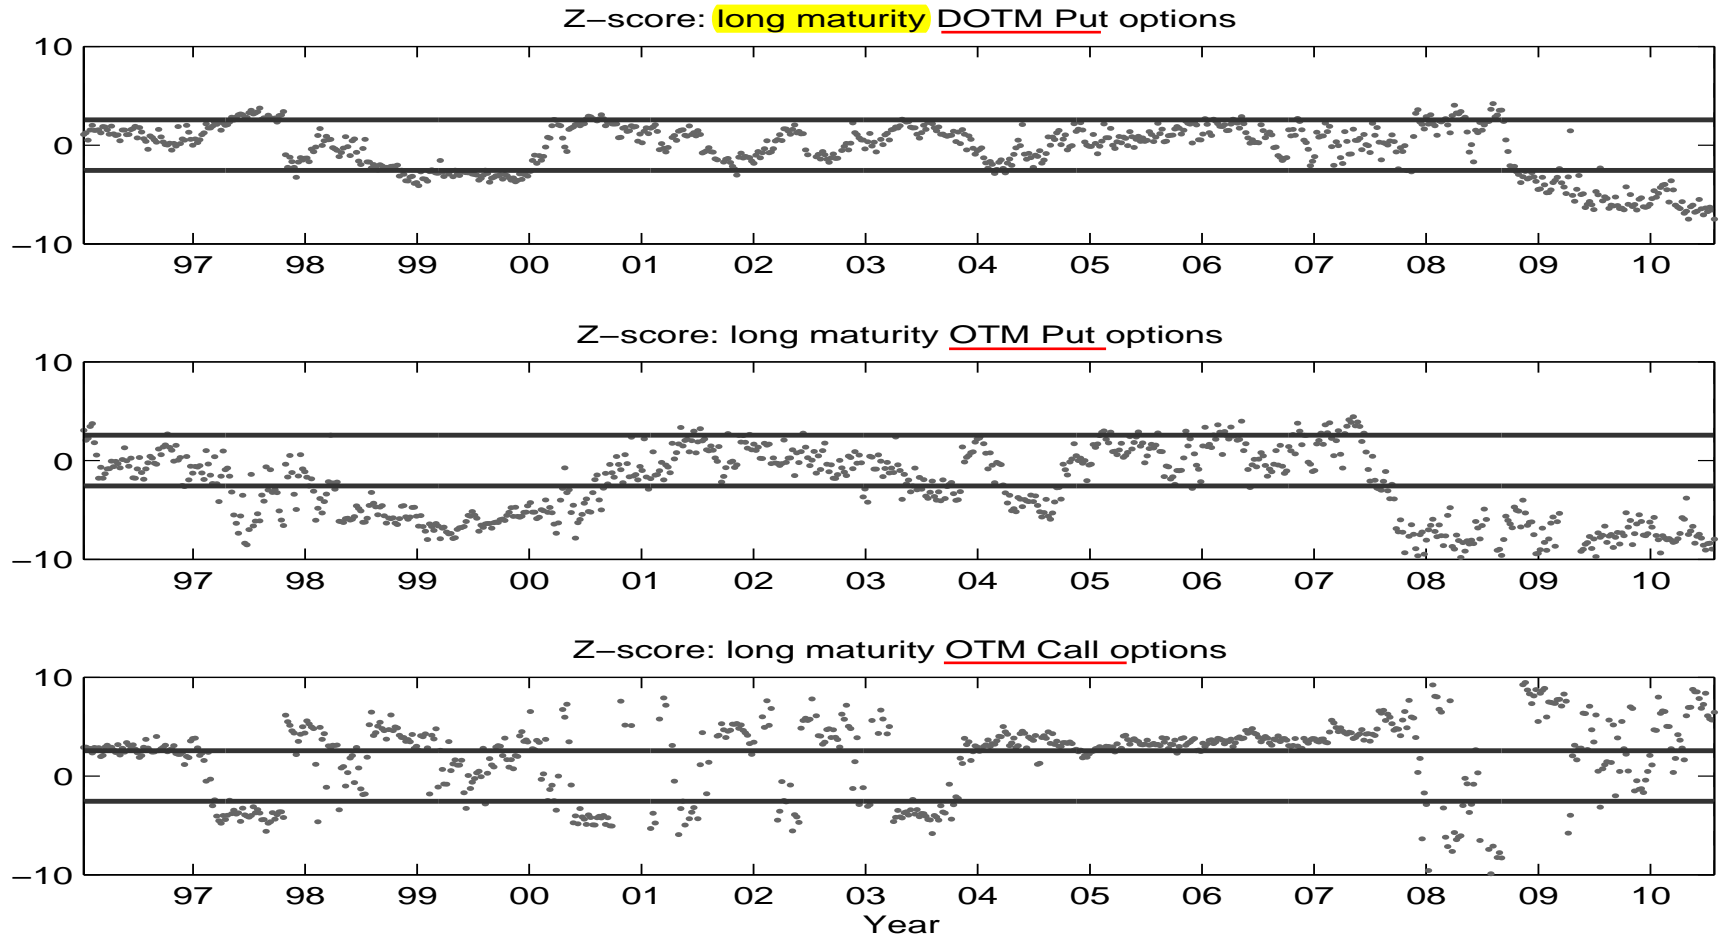 Z−score: long maturity DOTM Put options
10
0
−10
97 98 99 00 01 02 03 04 05 06 07 08 09 10
Z−score: long maturity OTM Put options
10
0
−10
97 98 99 00 01 02 03 04 05 06 07 08 09 10
Z−score: long maturity OTM Call options
10
0
−10
97 98 99 00 01 02 03 04 05 06 07 08 09 10
Year